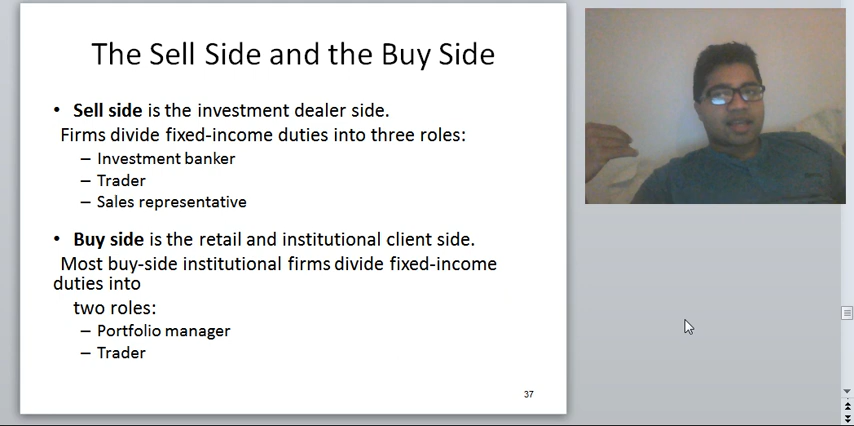 The Sell Side and the Buy Side
• Sell side is the investment dealer side.
Firms divide fixed-income duties into three roles:
– Investment banker
– Trader
– Sales representative
• Buy side is the retail and institutional client side.
Most buy-side institutional firms divide fixed-income
duties into
two roles:
– Portfolio manager
– Trader
37